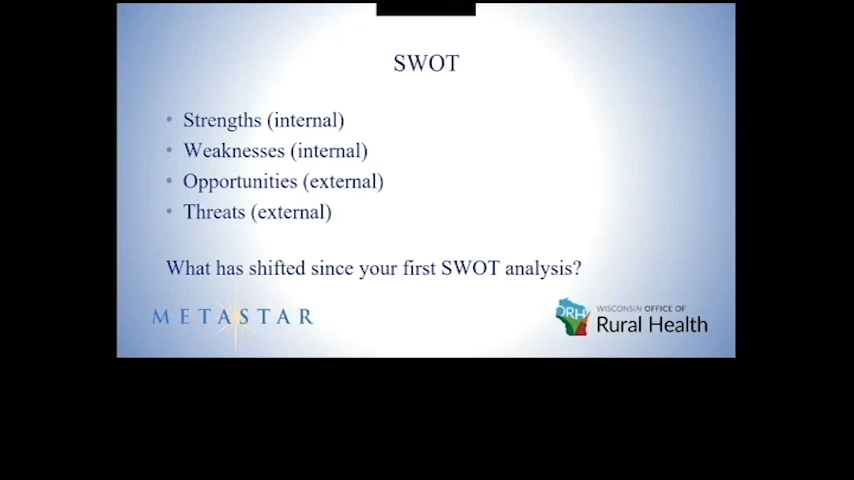 SWOT
• Strengths (internal)
• Weaknesses (internal)
• Opportunities (external)
• Threats (external)
What has shifted since your first SWOT analysis?
METASTAR
ORH
WISCONSIN OFFICE OF
Rural Health